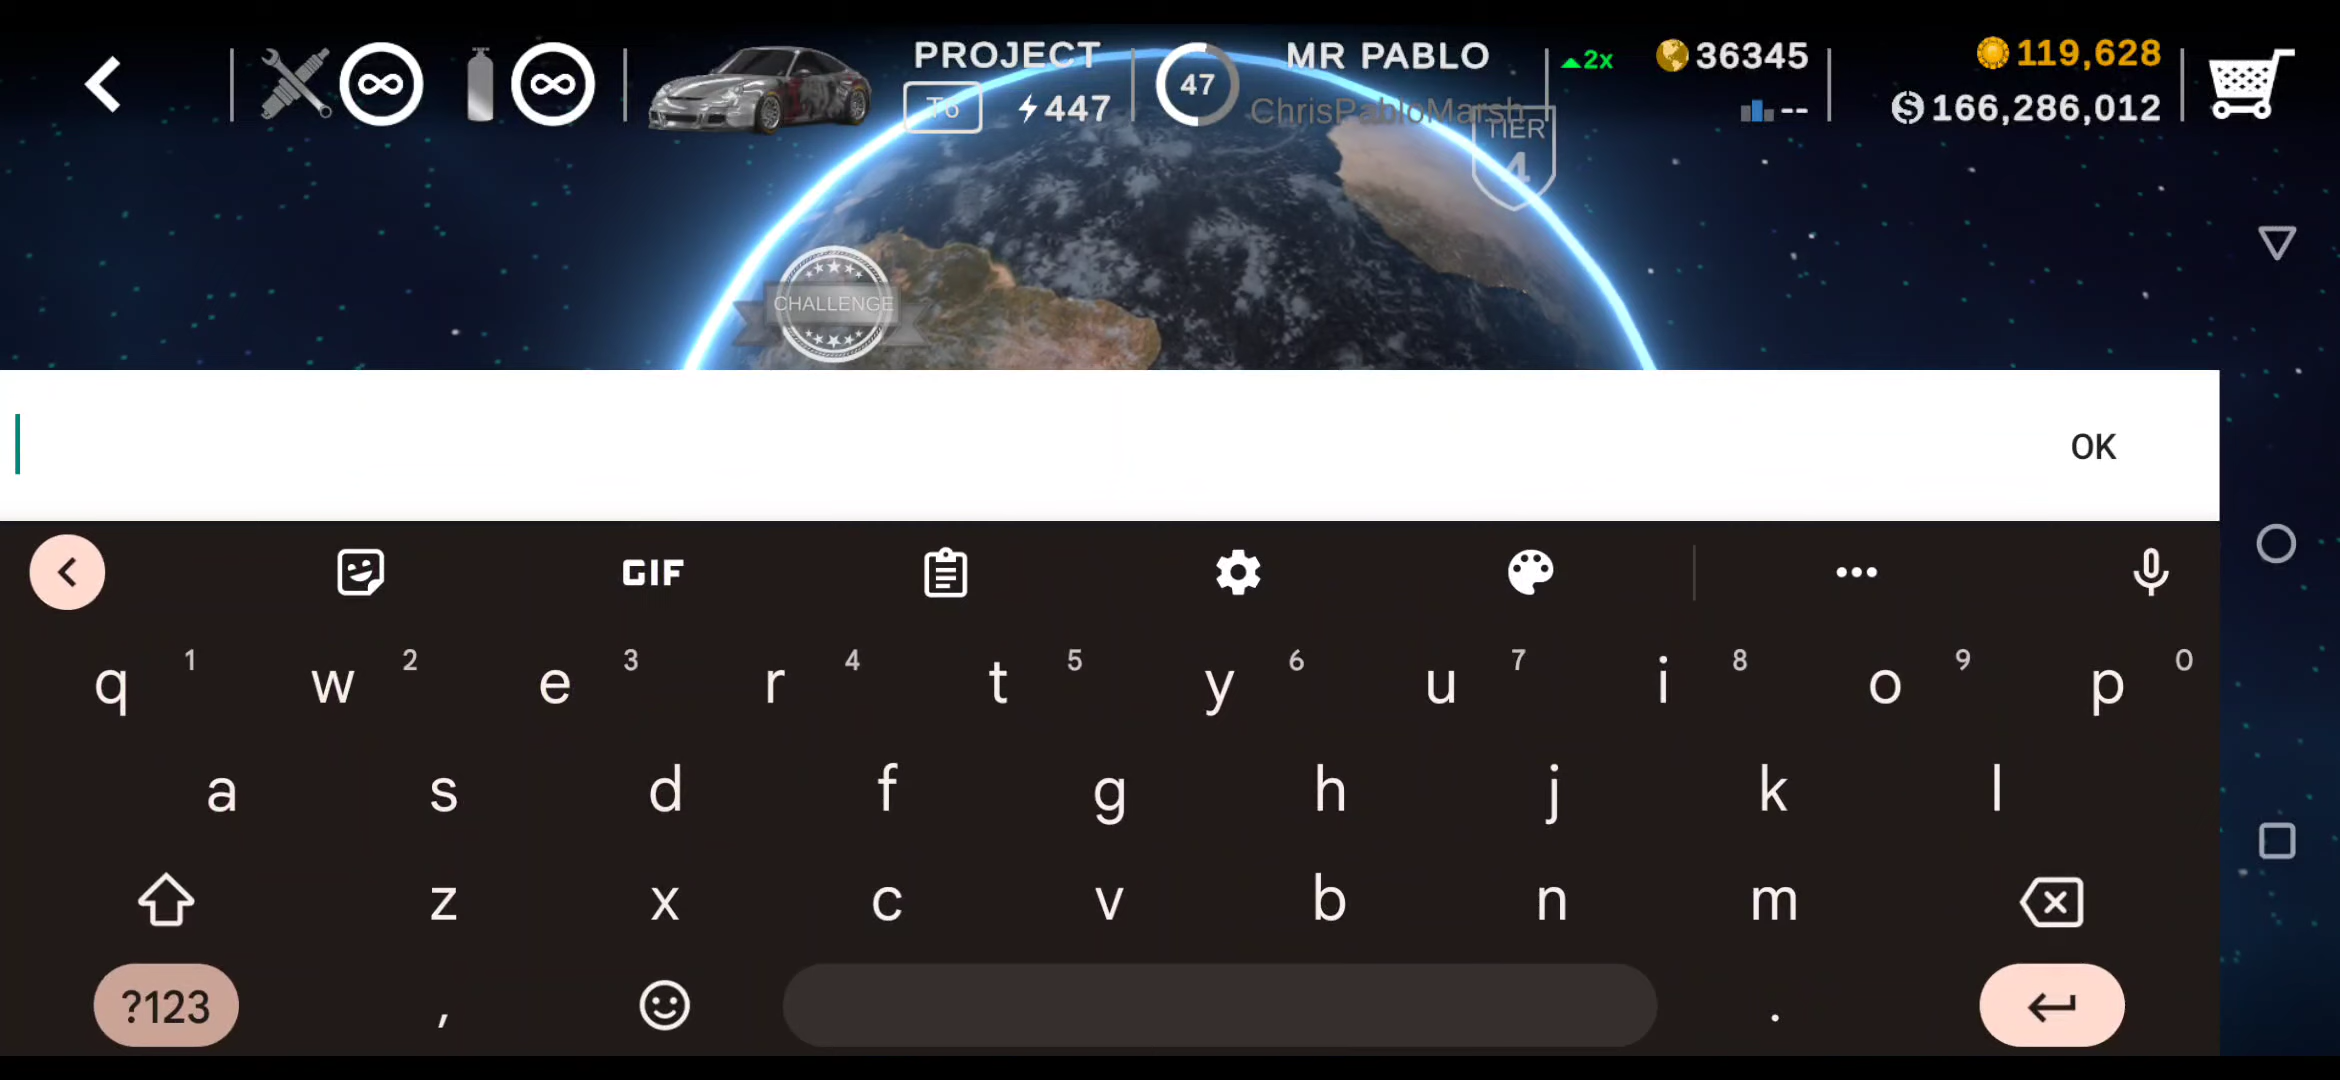 PROJECT
T6
447
47
MR PABLO
ChrisPabloMarsh
TIER
4
2x
36345
--
119,628
166,286,012
CHALLENGE
OK
GIF
q 1 w 2 e 3 r 4 t 5 y 6 u 7 i 8 o 9 p 0
a s d f g h j k l
z x c v b n m
?123 , .